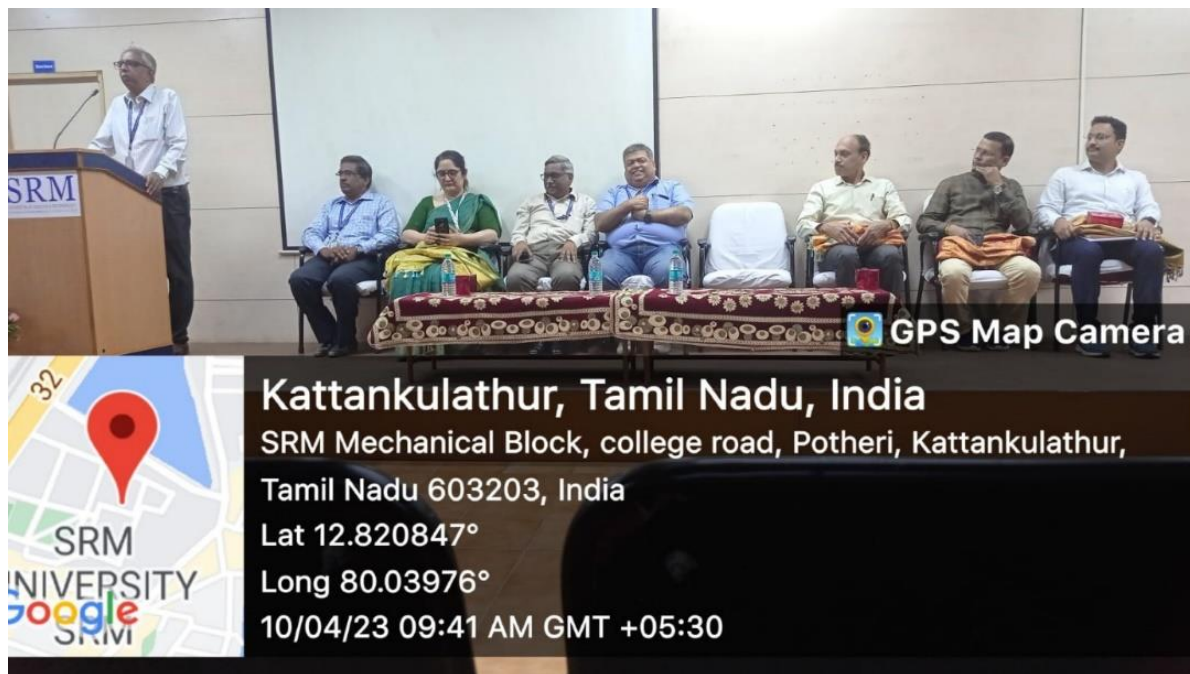 SRM
GPS Map Camera
Kattankulathur, Tamil Nadu, India
SRM Mechanical Block, college road, Potheri, Kattankulathur,
Tamil Nadu 603203, India
Lat 12.820847°
Long 80.03976°
10/04/23 09:41 AM GMT +05:30
32
SRM
UNIVERSITY
Google
SRM